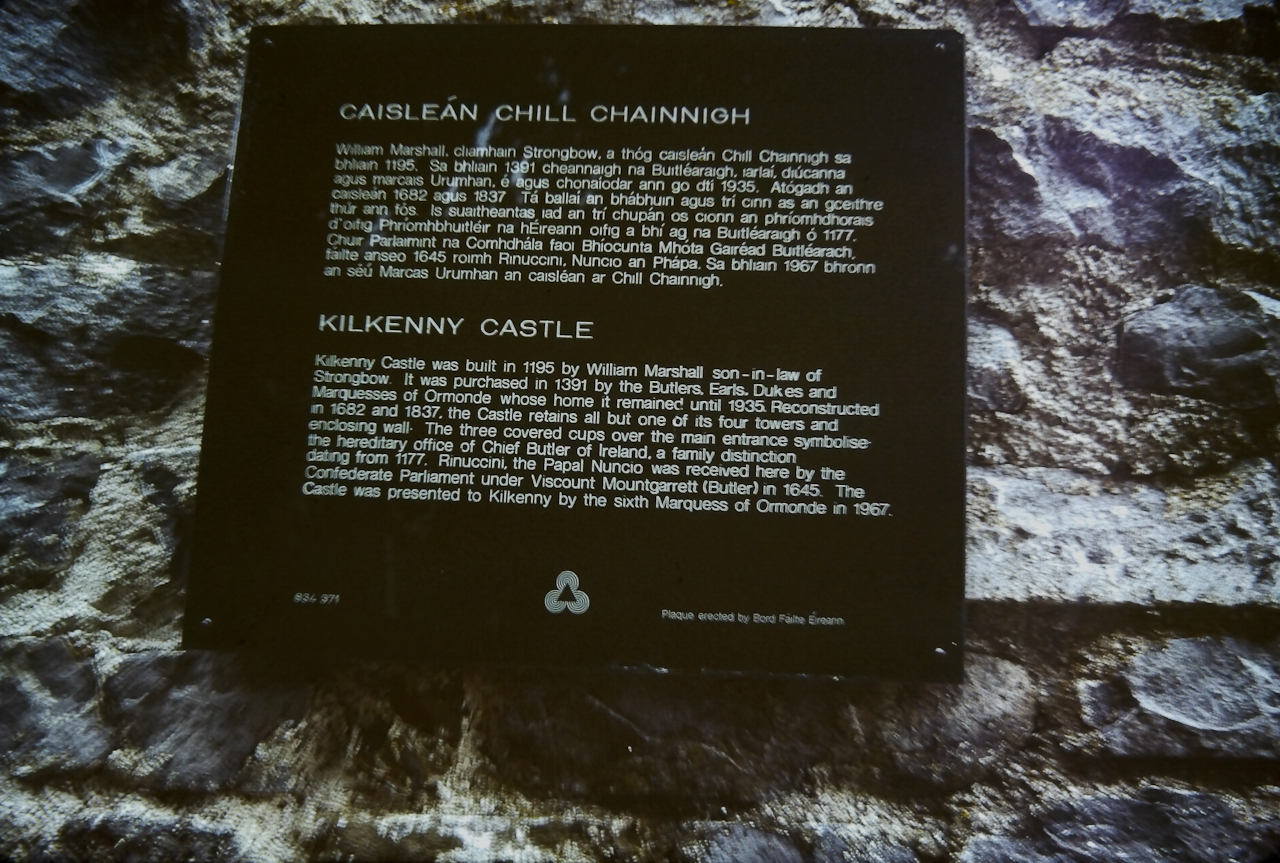 CAISLEÁN CHILL CHAINNIGH
William Marshall, cliamhain Strongbow, a thóg caisleán Chill Chainnigh sa
bhliain 1195. Sa bhliain 1391 cheannaigh na Buitléaraigh, iarlaí, diúcanna
agus marcais Urumhan, é agus chonaíodar ann go dtí 1935. Atógadh an
caisleán 1682 agus 1837 Tá ballaí an bhábhuin agus trí cinn as an gceithre
thúr ann fós. Is suaitheantas iad an trí chupán os cionn an phríomhdhorais
d'oifig Phríomhbhuitléir na hÉireann oifig a bhí ag na Buitléaraigh ó 1177.
Chuir Parlaimint na Comhdhála faoi Bhíocunta Mhóta Gairéad Buitléarach,
fáilte anseo 1645 roimh Rinuccini, Nuncio an Phápa. Sa bhliain 1967 bhronn
an séú Marcas Urumhan an caisléan ar Chill Chainnigh.
KILKENNY CASTLE
Kilkenny Castle was built in 1195 by William Marshall son-in-law of
Strongbow. It was purchased in 1391 by the Butlers, Earls, Dukes and
Marquesses of Ormonde whose home it remained until 1935. Reconstructed
in 1682 and 1837, the Castle retains all but one of its four towers and
enclosing wall. The three covered cups over the main entrance symbolise
the hereditary office of Chief Butler of Ireland, a family distinction
dating from 1177. Rinuccini, the Papal Nuncio was received here by the
Confederate Parliament under Viscount Mountgarrett (Butler) in 1645. The
Castle was presented to Kilkenny by the sixth Marquess of Ormonde in 1967.
834 371
Plaque erected by Bord Fáilte Éireann